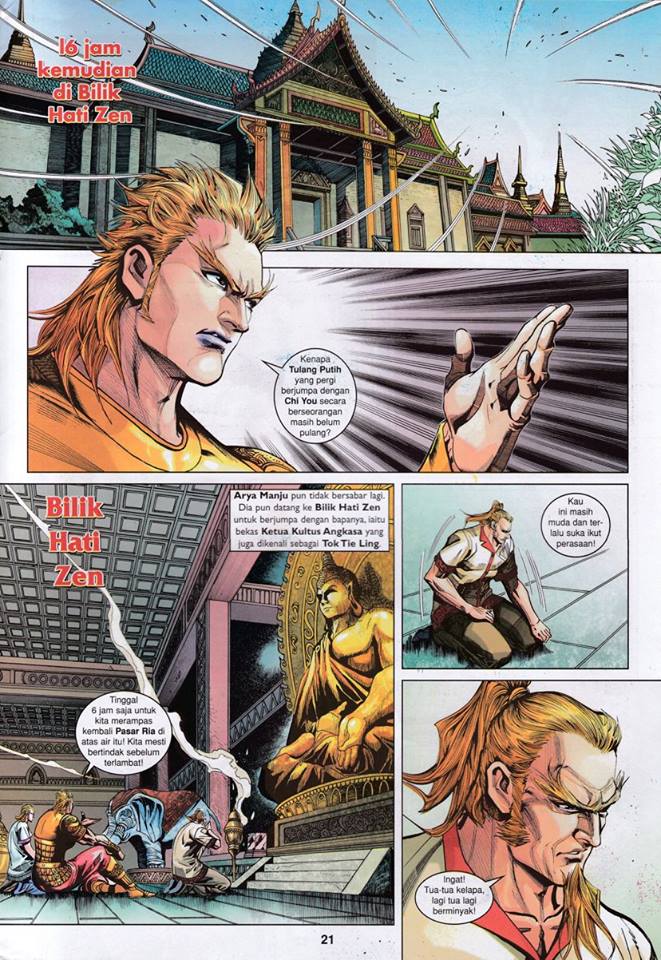 16 jam
kemudian
di Bilik
Hati Zen
Kenapa
Tulang Putih
yang pergi
berjumpa dengan
Chi You secara
berseorangan
masih belum
pulang?
Bilik
Hati
Zen
Arya Manju pun tidak bersabar lagi.
Dia pun datang ke Bilik Hati Zen
untuk berjumpa dengan bapanya, iaitu
bekas Ketua Kultus Angkasa yang
juga dikenali sebagai Tok Tie Ling.
Tinggal
6 jam saja untuk
kita merampas
kembali Pasar Ria di
atas air itu! Kita mesti
bertindak sebelum
terlambat!
Kau
ini masih
muda dan ter-
lalu suka ikut
perasaan!
Ingat!
Tua-tua kelapa,
lagi tua lagi
berminyak!
21